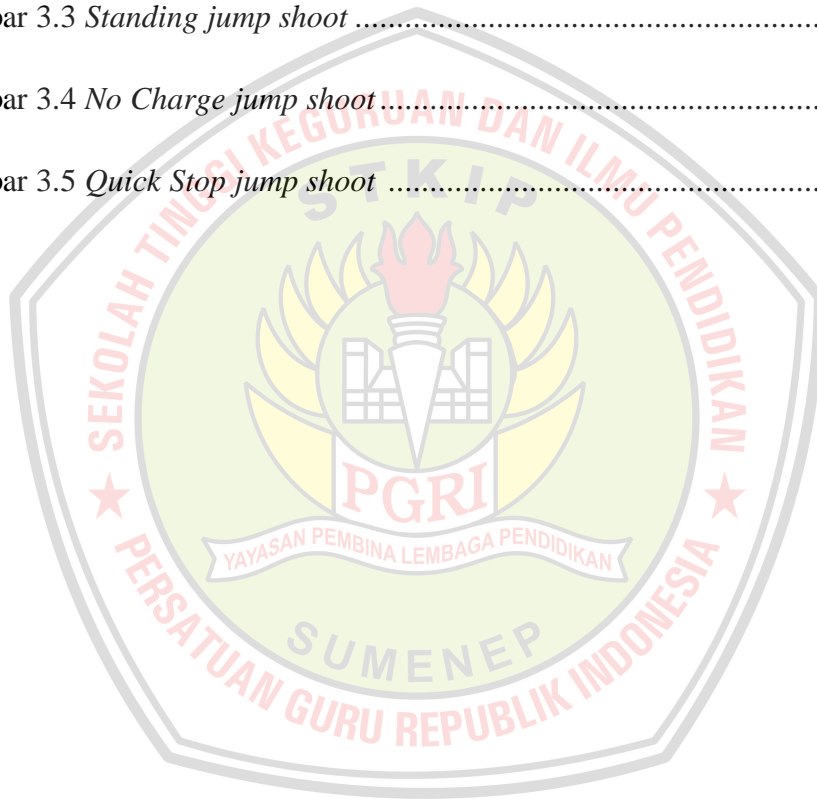 bar 3.3 Standing jump shoot ........................................................................
bar 3.4 No Charge jump shoot ....................................................................
bar 3.5 Quick Stop jump shoot ...................................................................
SEKOLAH TINGGI KEGURUAN DAN ILMU PENDIDIKAN
STKIP
PGRI
YAYASAN PEMBINA LEMBAGA PENDIDIKAN
SUMENEP
★ PERSATUAN GURU REPUBLIK INDONESIA ★